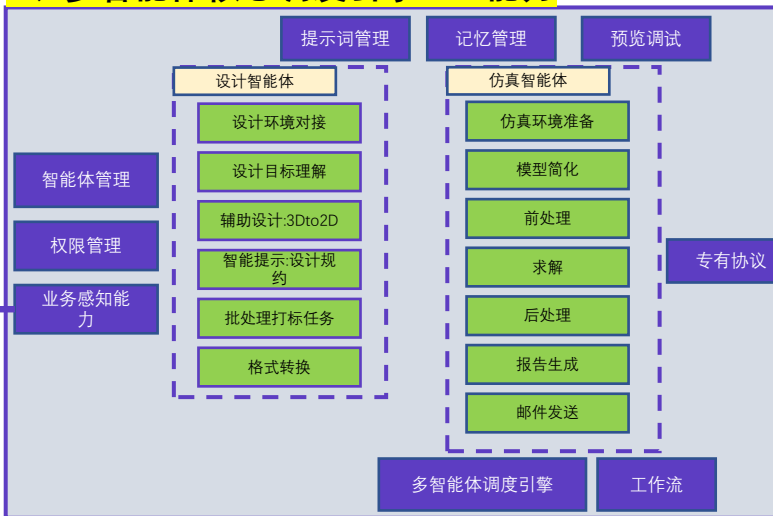 提示词管理
记忆管理
预览调试
设计智能体
设计环境对接
设计目标理解
辅助设计:3Dto2D
智能提示:设计规
约
批处理打标任务
格式转换
仿真智能体
仿真环境准备
模型简化
前处理
求解
后处理
报告生成
邮件发送
智能体管理
权限管理
业务感知能
力
专有协议
多智能体调度引擎
工作流